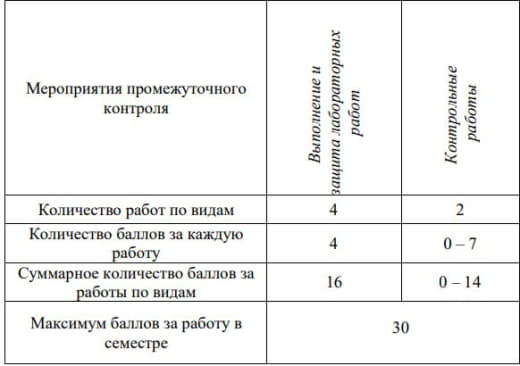 Мероприятия промежуточного
контроля
Выполнение и
защита лабораторных
работ
Контрольные
работы
Количество работ по видам
4
2
Количество баллов за каждую
работу
4
0 – 7
Суммарное количество баллов за
работы по видам
16
0 – 14
Максимум баллов за работу в
семестре
30